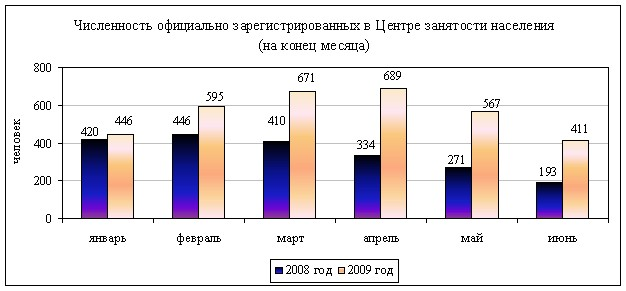 Численность официально зарегистрированных в Центре занятости населения
(на конец месяца)
человек
800
600
400
200
0
420 446 446 595 410 671 334 689 271 567 193 411
январь февраль март апрель май июнь
2008 год 2009 год